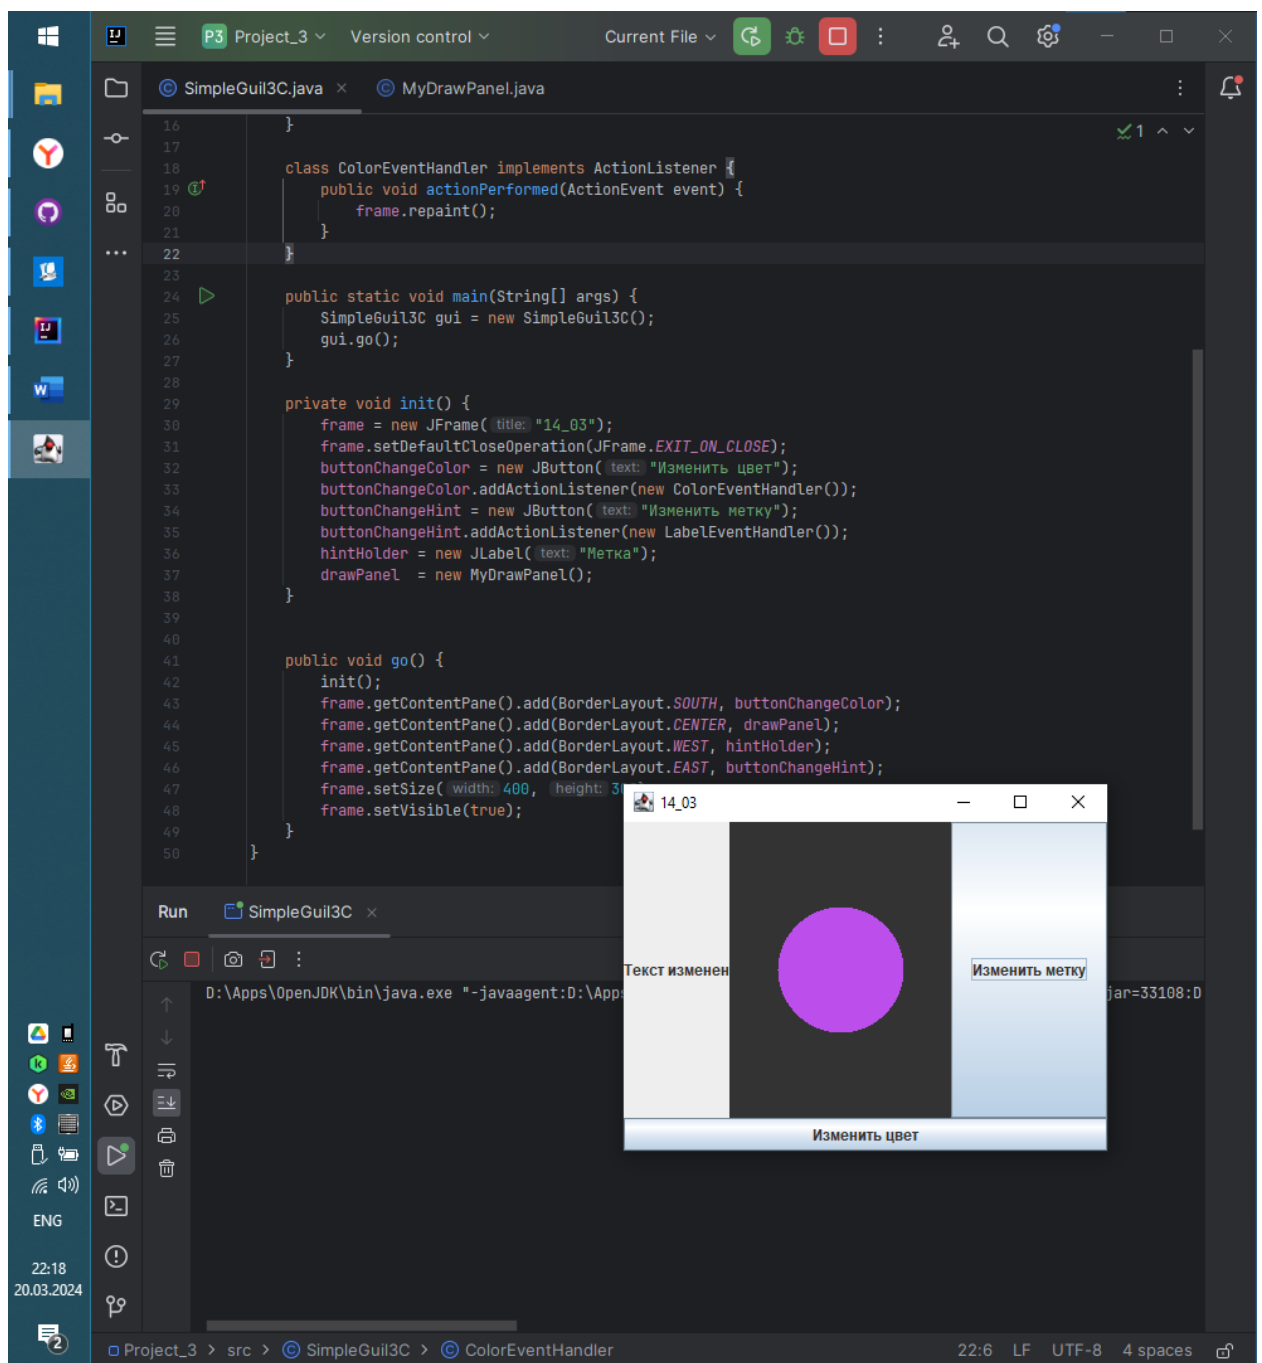 P3 Project_3 Version control Current File
SimpleGuil3C.java × MyDrawPanel.java
16 }
1
17
18 class ColorEventHandler implements ActionListener {
19 public void actionPerformed(ActionEvent event) {
20 frame.repaint();
21 }
22 }
23
24 public static void main(String[] args) {
25 SimpleGuil3C gui = new SimpleGuil3C();
26 gui.go();
27 }
28
29 private void init() {
30 frame = new JFrame( title: "14_03");
31 frame.setDefaultCloseOperation(JFrame.EXIT_ON_CLOSE);
32 buttonChangeColor = new JButton( text: "Изменить цвет");
33 buttonChangeColor.addActionListener(new ColorEventHandler());
34 buttonChangeHint = new JButton( text: "Изменить метку");
35 buttonChangeHint.addActionListener(new LabelEventHandler());
36 hintHolder = new JLabel( text: "Метка");
37 drawPanel  = new MyDrawPanel();
38 }
39
40
41 public void go() {
42 init();
43 frame.getContentPane().add(BorderLayout.SOUTH, buttonChangeColor);
44 frame.getContentPane().add(BorderLayout.CENTER, drawPanel);
45 frame.getContentPane().add(BorderLayout.WEST, hintHolder);
46 frame.getContentPane().add(BorderLayout.EAST, buttonChangeHint);
47 frame.setSize( width: 400, height: 3
48 frame.setVisible(true);
49 }
50 }
14_03
Текст изменен
Изменить метку
Изменить цвет
Run SimpleGuil3C ×
D:\Apps\OpenJDK\bin\java.exe "-javaagent:D:\App
jar=33108:D
ENG
22:18
20.03.2024
2
Project_3 > src > SimpleGuil3C > ColorEventHandler 22:6 LF UTF-8 4 spaces